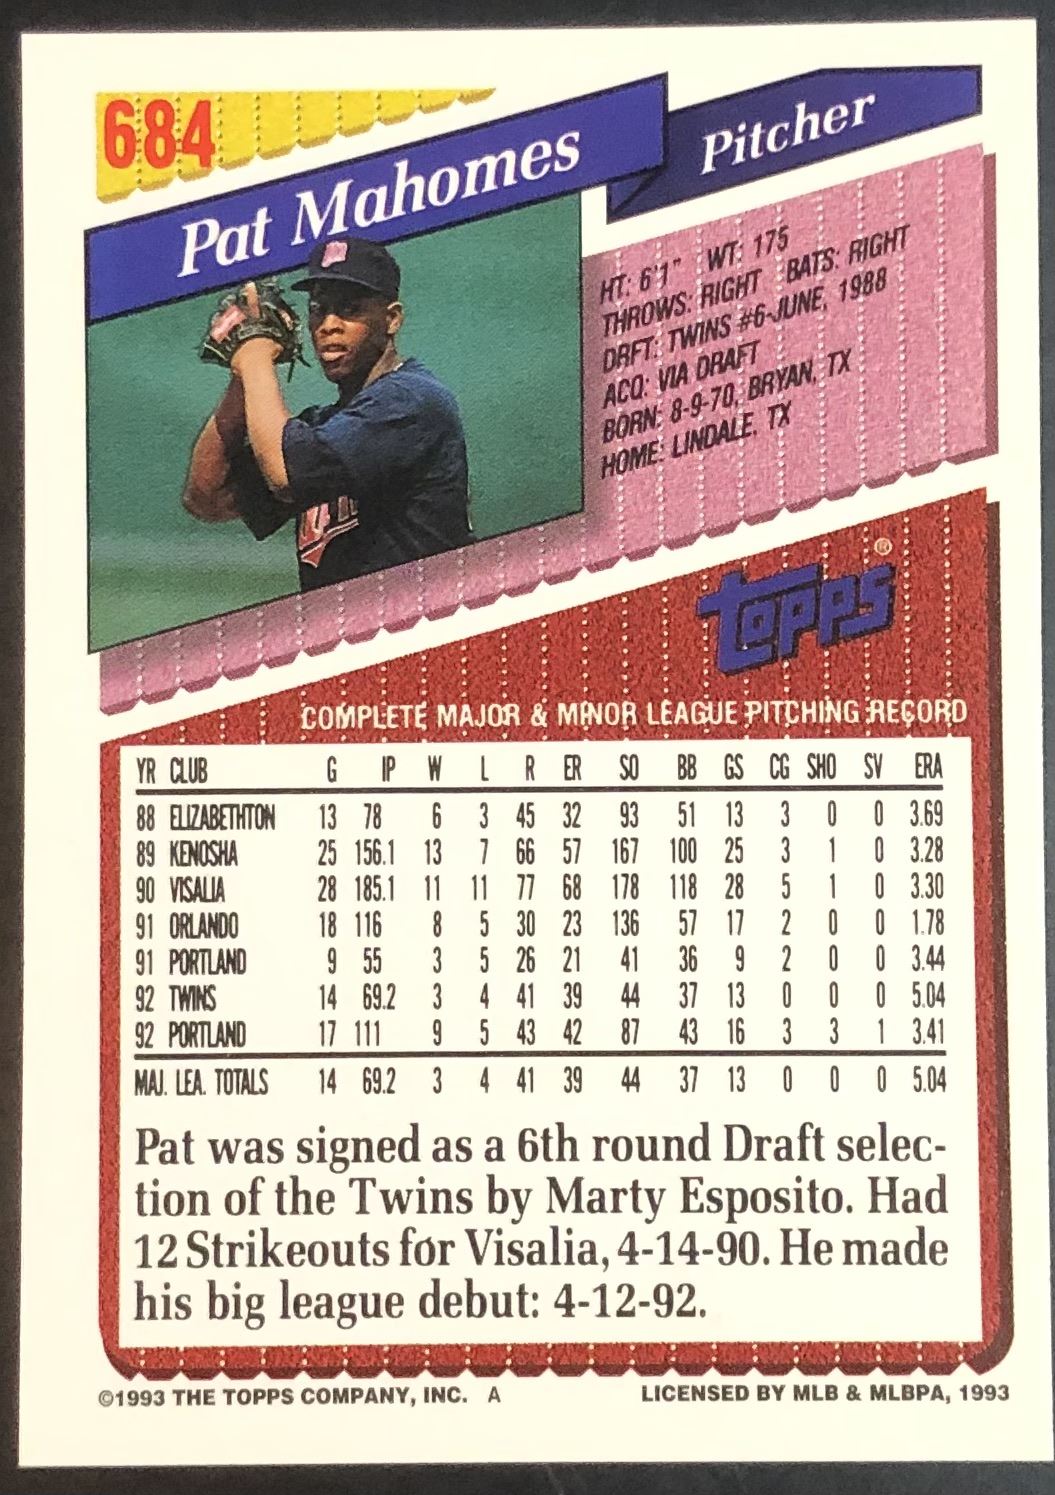 684
Pat Mahomes
Pitcher
HT: 6'1" WT: 175
THROWS: RIGHT BATS: RIGHT
DRFT: TWINS #6-JUNE, 1988
ACQ: VIA DRAFT
BORN: 8-9-70, BRYAN, TX
HOME: LINDALE, TX
Topps®
COMPLETE MAJOR & MINOR LEAGUE PITCHING RECORD
YR CLUB G IP W L R ER SO BB GS CG SHO SV ERA
88 ELIZABETHTON 13 78 6 3 45 32 93 51 13 3 0 0 3.69
89 KENOSHA 25 156.1 13 7 66 57 167 100 25 3 1 0 3.28
90 VISALIA 28 185.1 11 11 77 68 178 118 28 5 1 0 3.30
91 ORLANDO 18 116 8 5 30 23 136 57 17 2 0 0 1.78
91 PORTLAND 9 55 3 5 26 21 41 36 9 2 0 0 3.44
92 TWINS 14 69.2 3 4 41 39 44 37 13 0 0 0 5.04
92 PORTLAND 17 111 9 5 43 42 87 43 16 3 3 1 3.41
MAJ. LEA. TOTALS 14 69.2 3 4 41 39 44 37 13 0 0 0 5.04
Pat was signed as a 6th round Draft selec-
tion of the Twins by Marty Esposito. Had
12 Strikeouts for Visalia, 4-14-90. He made
his big league debut: 4-12-92.
©1993 THE TOPPS COMPANY, INC. A
LICENSED BY MLB & MLBPA, 1993